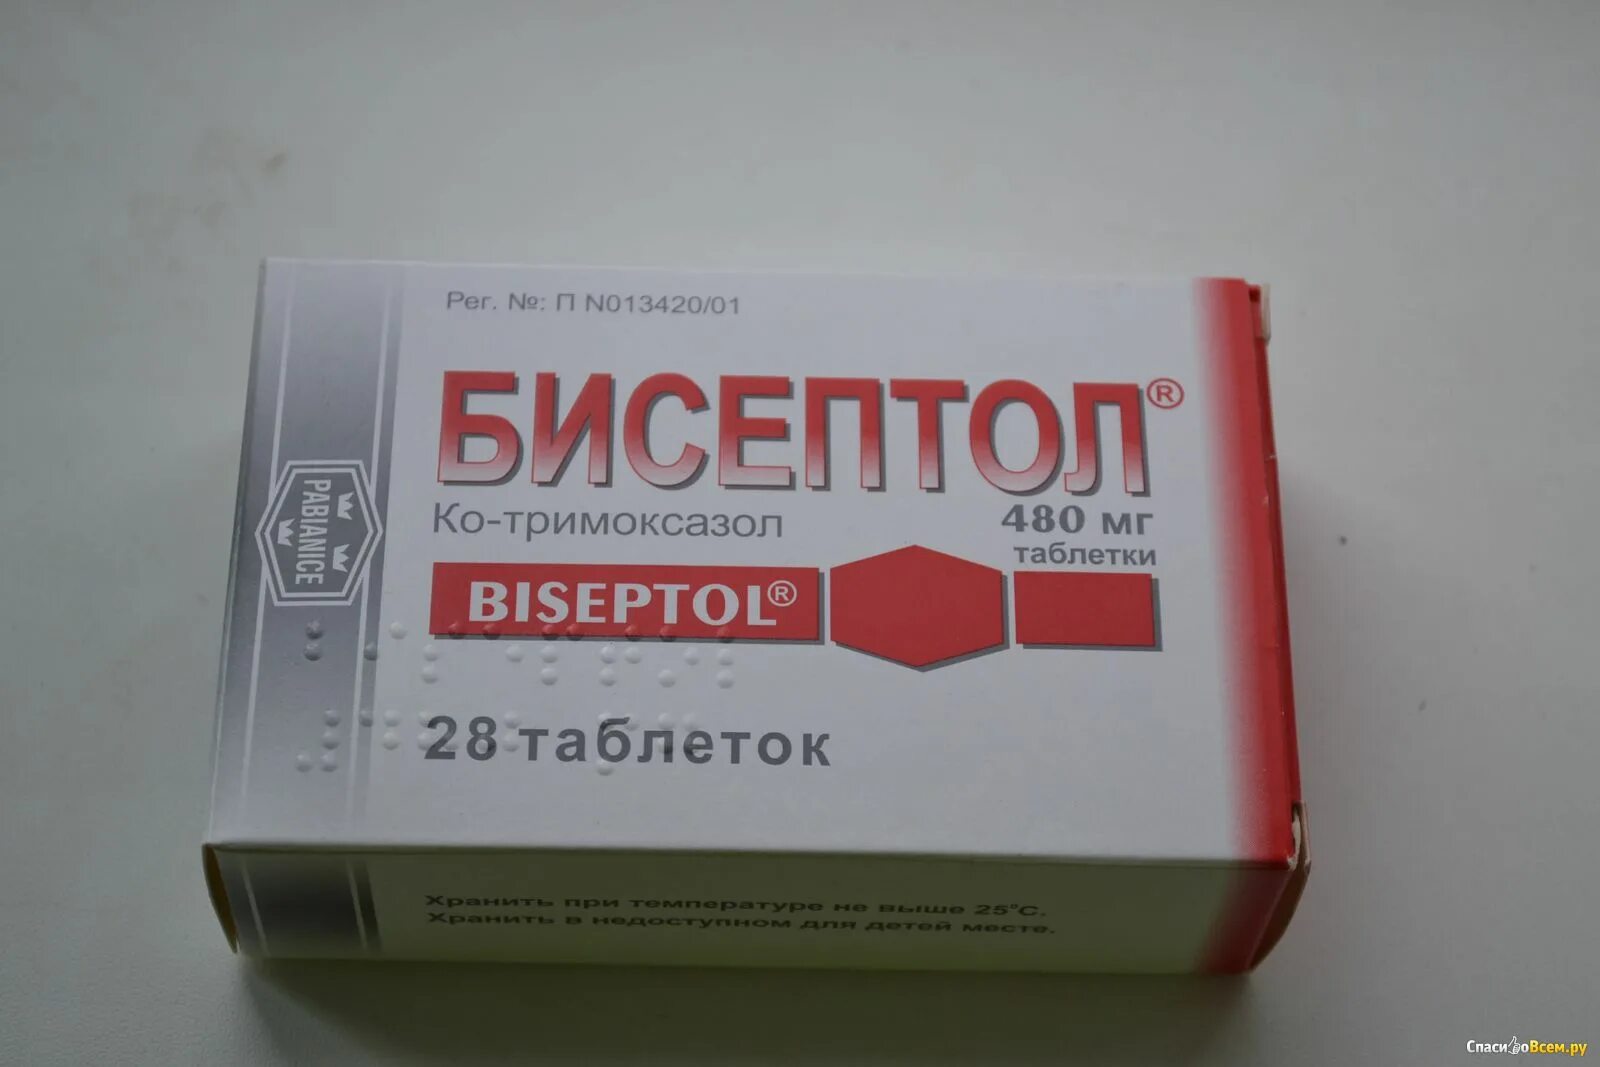 Рег. №: П N013420/01
БИСЕПТОЛ®
Ко-тримоксазол
480 мг
таблетки
BISEPTOL®
28 таблеток
PABIANICE
Хранить при температуре не выше 25°С.
Хранить в недоступном для детей месте.
СпасибоВсем.ру